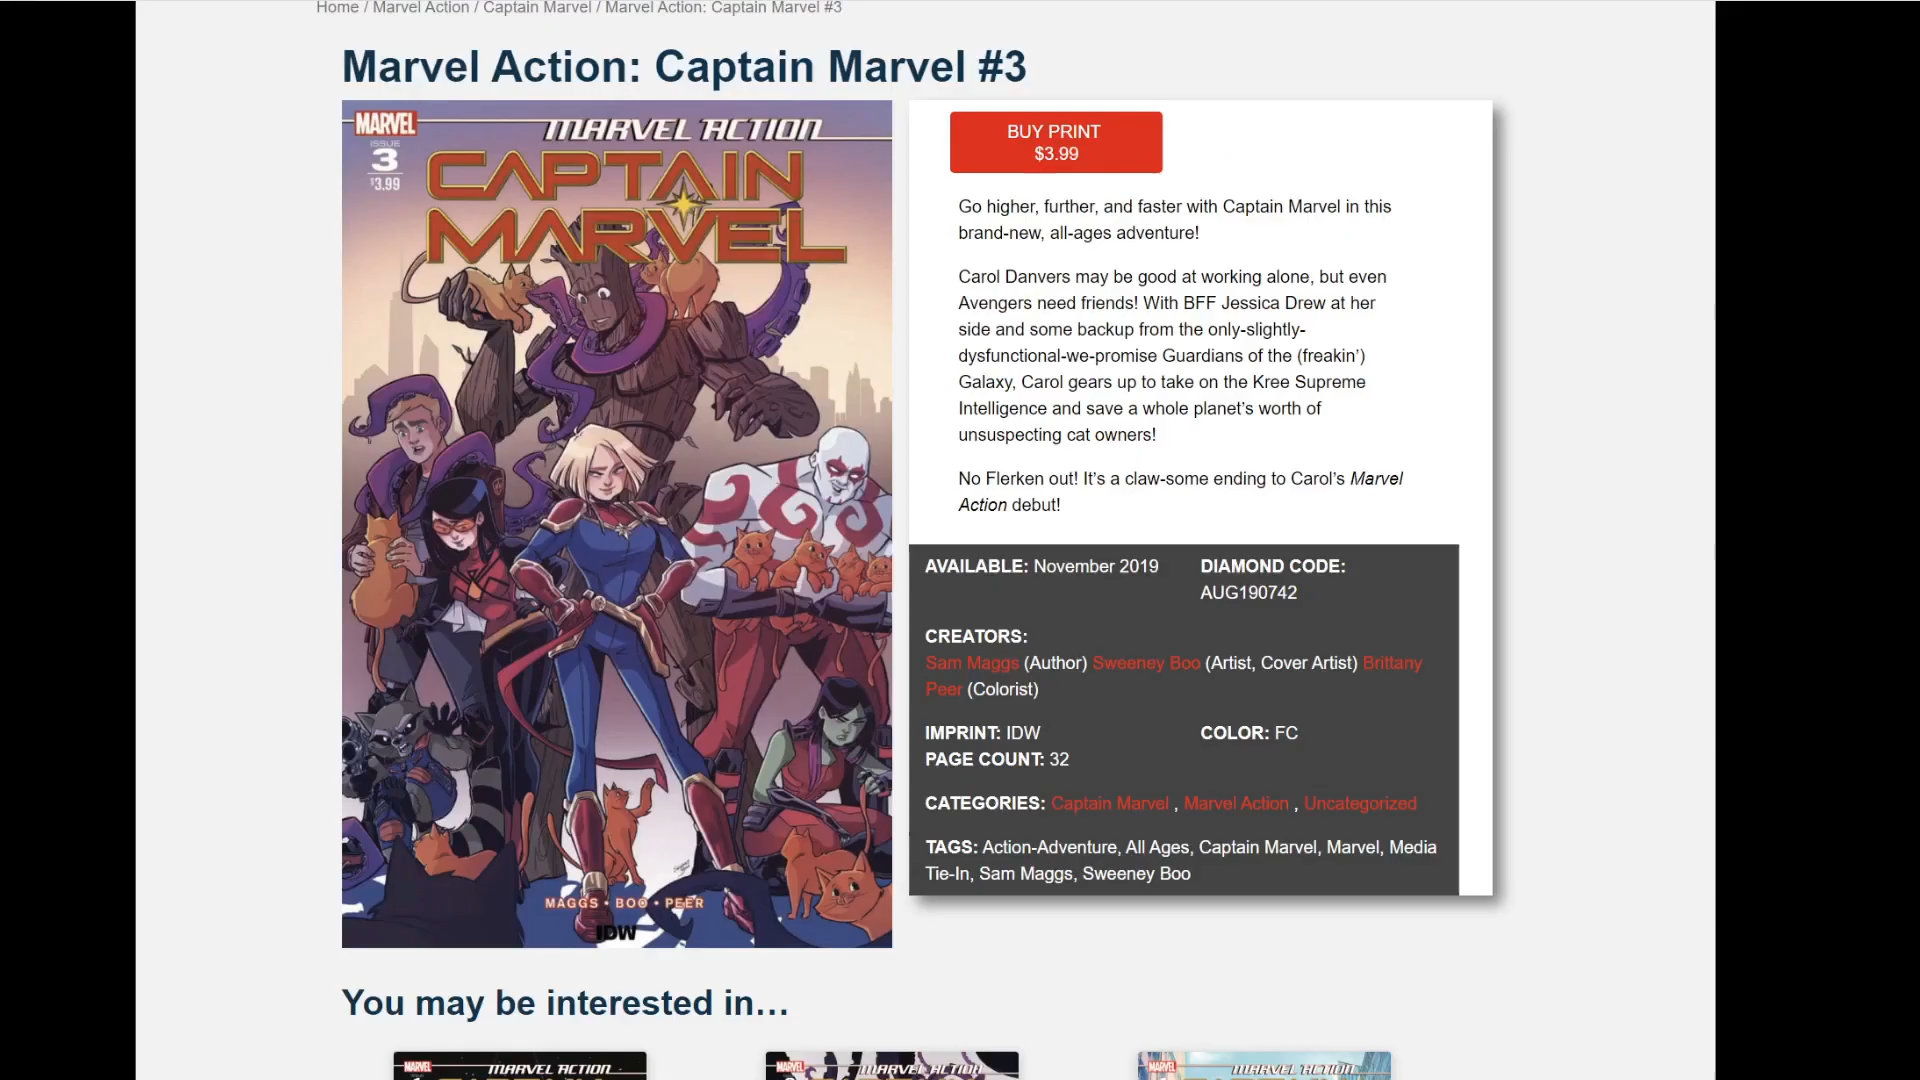 Home / Marvel Action / Captain Marvel / Marvel Action: Captain Marvel #3
Marvel Action: Captain Marvel #3
MARVEL
ISSUE
3
$3.99
MARVEL ACTION
CAPTAIN
MARVEL
MAGGS • BOO • PEER
IDW
BUY PRINT
$3.99
Go higher, further, and faster with Captain Marvel in this
brand-new, all-ages adventure!
Carol Danvers may be good at working alone, but even
Avengers need friends! With BFF Jessica Drew at her
side and some backup from the only-slightly-
dysfunctional-we-promise Guardians of the (freakin’)
Galaxy, Carol gears up to take on the Kree Supreme
Intelligence and save a whole planet’s worth of
unsuspecting cat owners!
No Flerken out! It’s a claw-some ending to Carol’s Marvel
Action debut!
AVAILABLE: November 2019
DIAMOND CODE:
AUG190742
CREATORS:
Sam Maggs (Author) Sweeney Boo (Artist, Cover Artist) Brittany
Peer (Colorist)
IMPRINT: IDW
COLOR: FC
PAGE COUNT: 32
CATEGORIES: Captain Marvel , Marvel Action , Uncategorized
TAGS: Action-Adventure, All Ages, Captain Marvel, Marvel, Media
Tie-In, Sam Maggs, Sweeney Boo
You may be interested in…
MARVEL
MARVEL ACTION
MARVEL
MARVEL ACTION
MARVEL
MARVEL ACTION